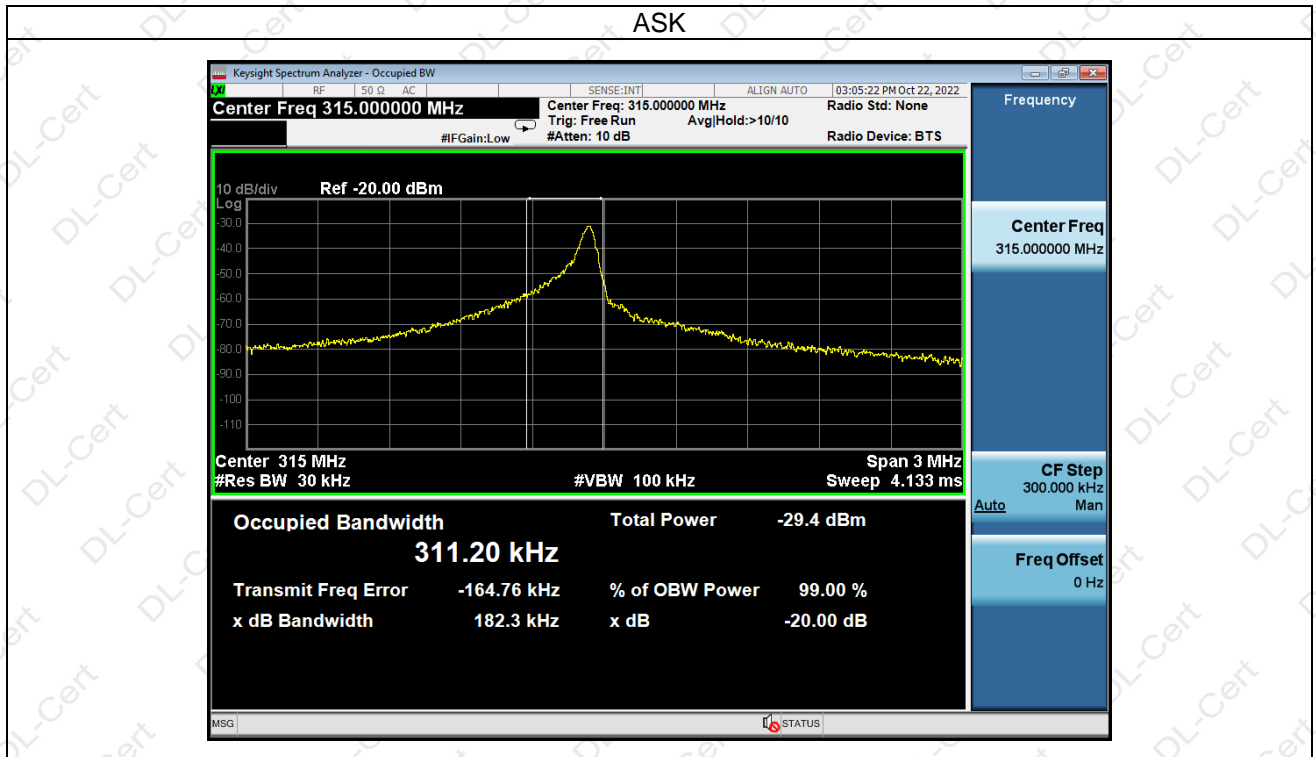 ASK
Keysight Spectrum Analyzer - Occupied BW
LXI RF 50 Ω AC SENSE:INT ALIGN AUTO 03:05:22 PM Oct 22, 2022
Center Freq 315.000000 MHz Center Freq: 315.000000 MHz Radio Std: None
Trig: Free Run Avg|Hold:>10/10
#IFGain:Low #Atten: 10 dB Radio Device: BTS
10 dB/div Ref -20.00 dBm
Log
-30.0
-40.0
-50.0
-60.0
-70.0
-80.0
-90.0
-100
-110
Center 315 MHz Span 3 MHz
#Res BW 30 kHz #VBW 100 kHz Sweep 4.133 ms
Occupied Bandwidth Total Power -29.4 dBm
311.20 kHz
Transmit Freq Error -164.76 kHz % of OBW Power 99.00 %
x dB Bandwidth 182.3 kHz x dB -20.00 dB
MSG STATUS
Frequency
Center Freq
315.000000 MHz
CF Step
300.000 kHz
Auto Man
Freq Offset
0 Hz
DL-Cert